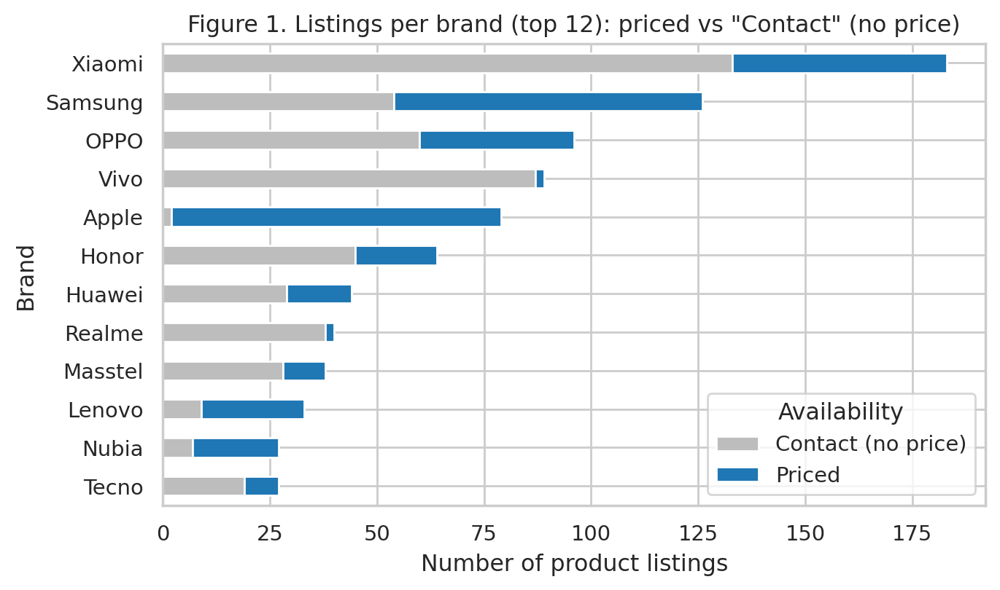 Figure 1. Listings per brand (top 12): priced vs "Contact" (no price)
Xiaomi
Samsung
OPPO
Vivo
Apple
Honor
Huawei
Realme
Masstel
Lenovo
Nubia
Tecno
Brand
Availability
Contact (no price)
Priced
0 25 50 75 100 125 150 175
Number of product listings